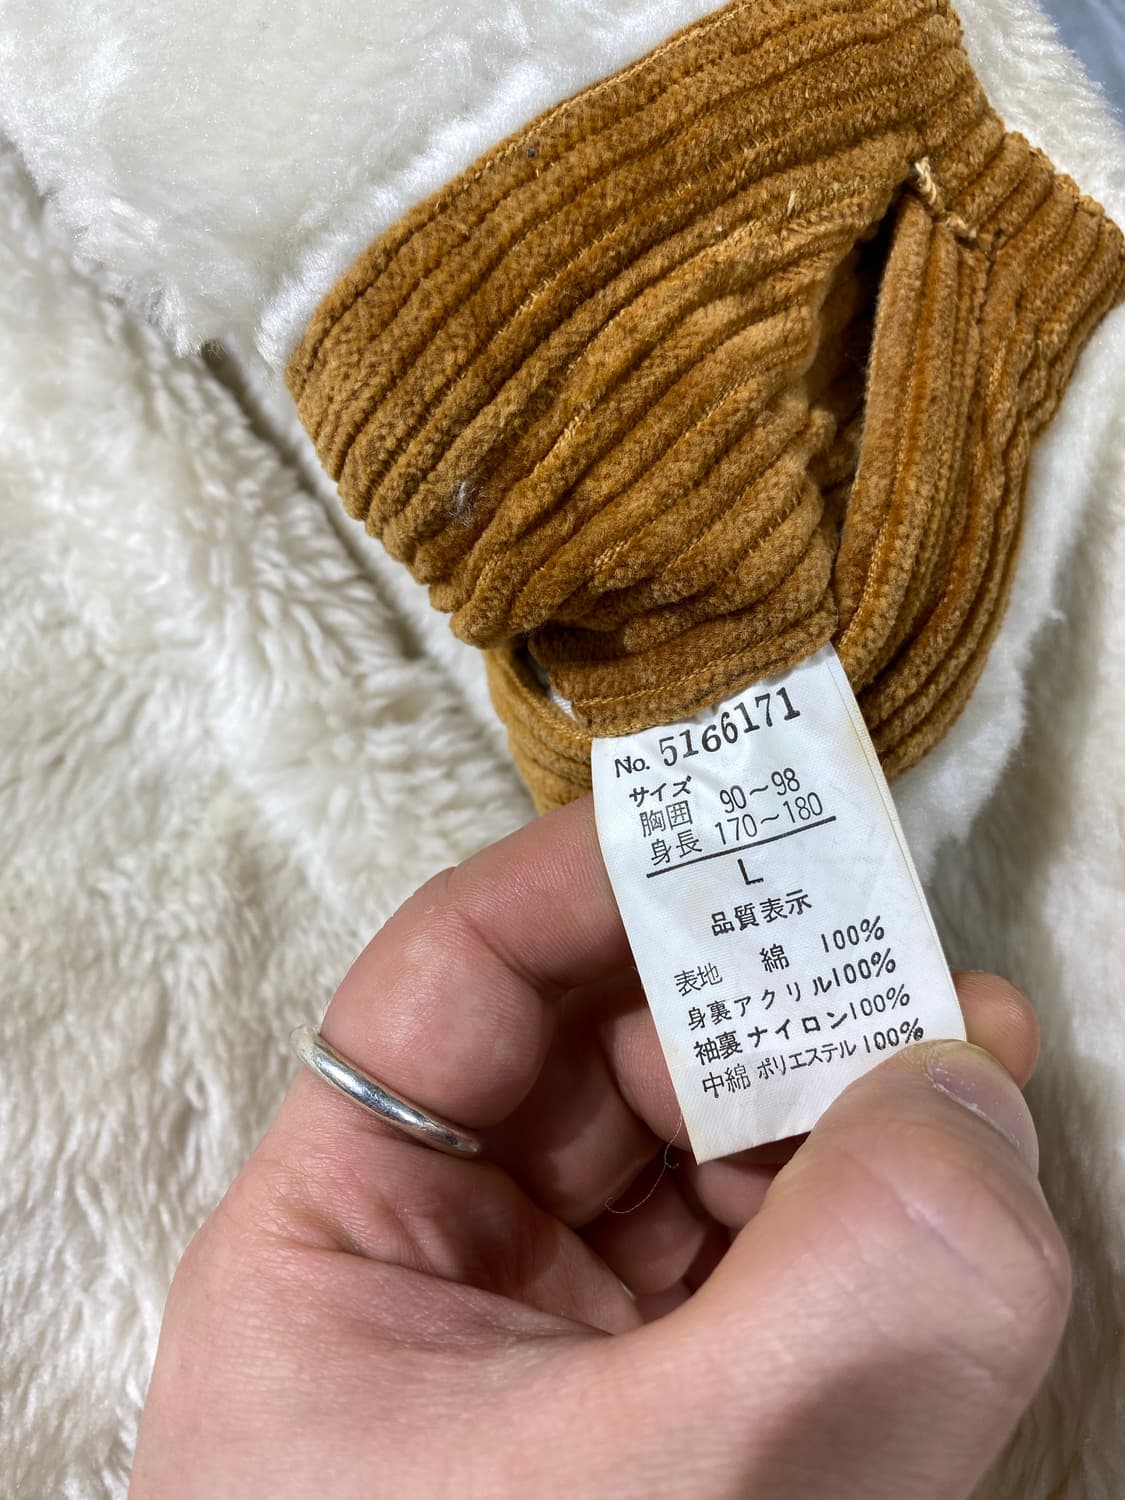 No. 5166171
サイズ
胸囲 90～98
身長 170～180
L
品質表示
表地 綿 100%
身裏アクリル100%
袖裏ナイロン100%
中綿 ポリエステル 100%